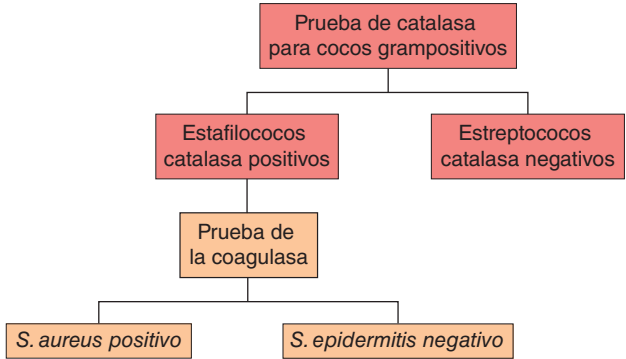 Prueba de catalasa
para cocos grampositivos
Estafilococos
catalasa positivos
Estreptococos
catalasa negativos
Prueba de
la coagulasa
S. aureus positivo
S. epidermitis negativo